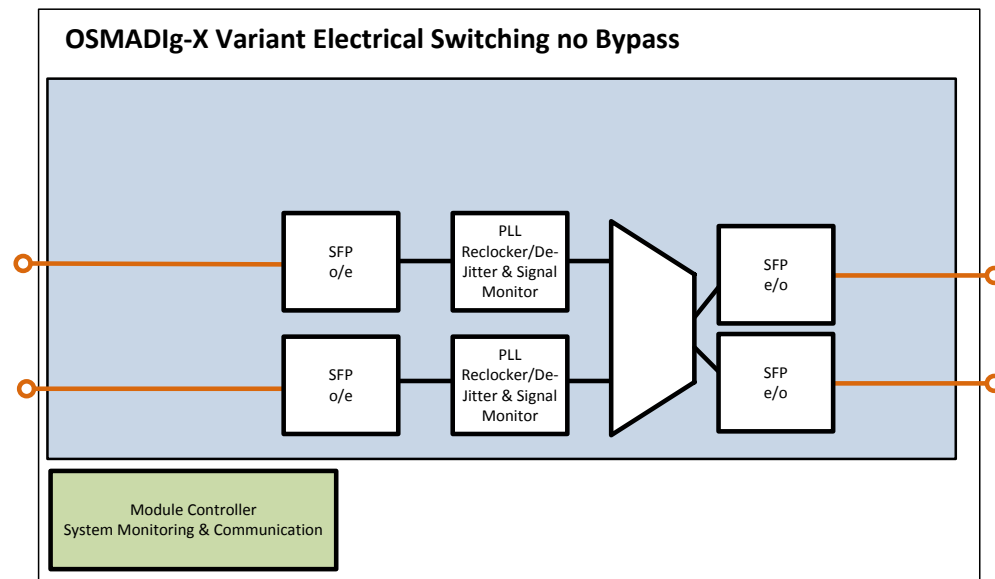 OSMADIg-X Variant Electrical Switching no Bypass
SFP
o/e
PLL
Reclocker/De-
Jitter & Signal
Monitor
SFP
e/o
SFP
o/e
PLL
Reclocker/De-
Jitter & Signal
Monitor
SFP
e/o
Module Controller
System Monitoring & Communication